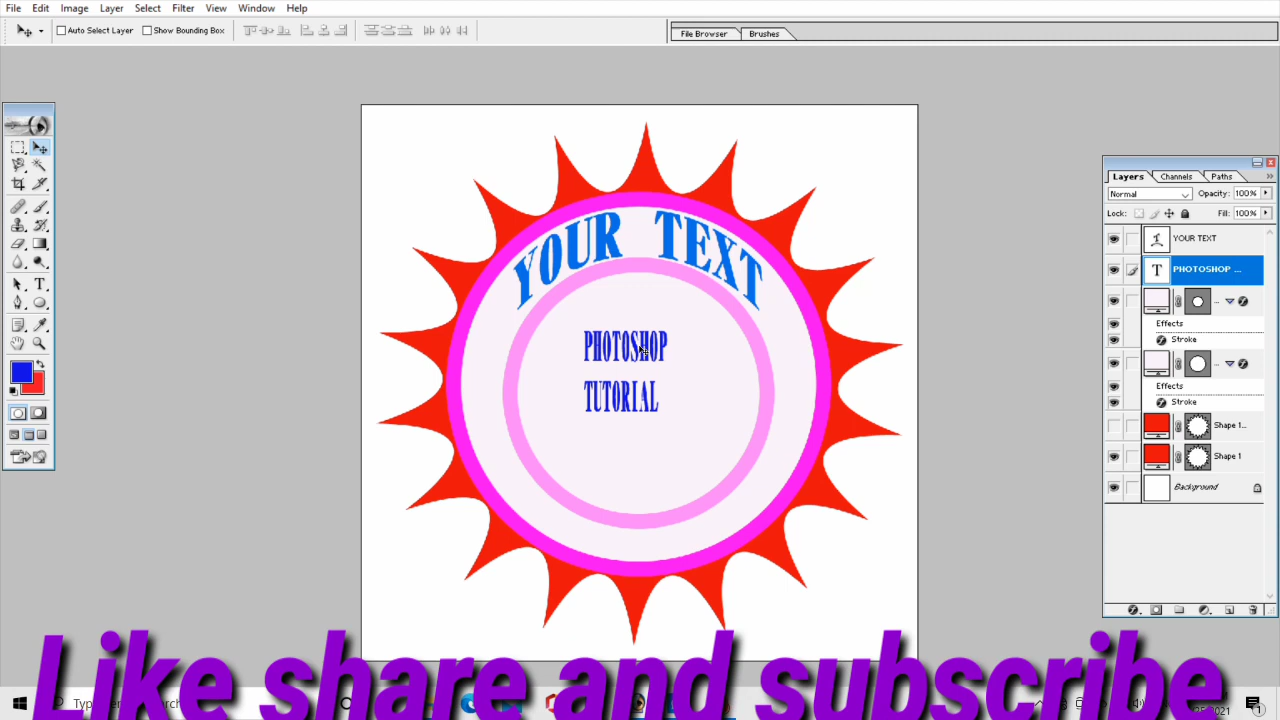 File Edit Image Layer Select Filter View Window Help
Auto Select Layer Show Bounding Box File Browser Brushes
Layers Channels Paths
Normal Opacity: 100%
Lock: Fill: 100%
YOUR TEXT
PHOTOSHOP ...
...
Effects
Stroke
...
Effects
Stroke
Shape 1...
Shape 1
Background
YOUR TEXT
PHOTOSHOP
TUTORIAL
Like share and subscribe